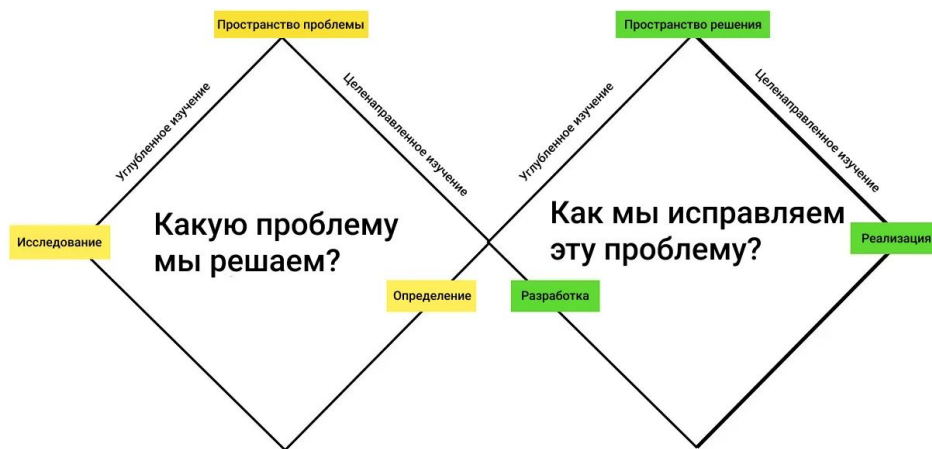 Пространство проблемы
Пространство решения
Углубленное изучение
Целенаправленное изучение
Углубленное изучение
Целенаправленное изучение
Какую проблему
мы решаем?
Как мы исправляем
эту проблему?
Исследование
Реализация
Определение
Разработка